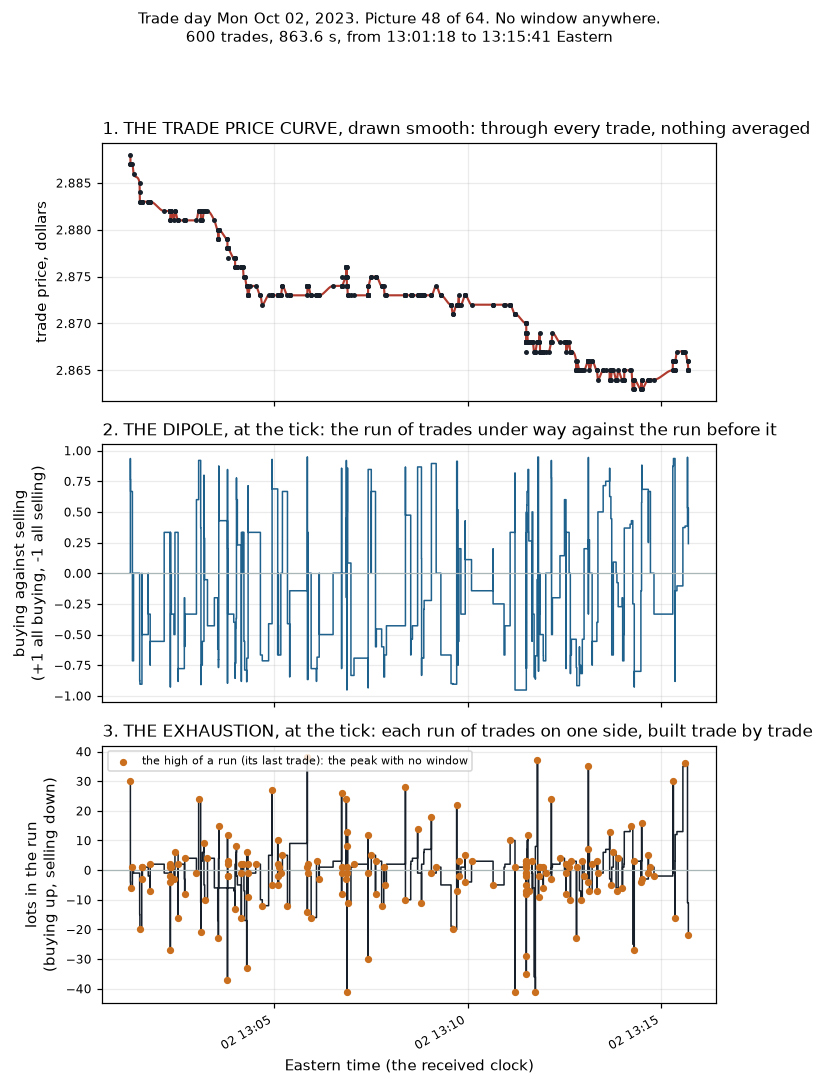 Trade day Mon Oct 02, 2023. Picture 48 of 64. No window anywhere.
600 trades, 863.6 s, from 13:01:18 to 13:15:41 Eastern
1. THE TRADE PRICE CURVE, drawn smooth: through every trade, nothing averaged
trade price, dollars
2.885
2.880
2.875
2.870
2.865
2. THE DIPOLE, at the tick: the run of trades under way against the run before it
buying against selling
(+1 all buying, -1 all selling)
1.00
0.75
0.50
0.25
0.00
−0.25
−0.50
−0.75
−1.00
3. THE EXHAUSTION, at the tick: each run of trades on one side, built trade by trade
the high of a run (its last trade): the peak with no window
lots in the run
(buying up, selling down)
40
30
20
10
0
−10
−20
−30
−40
02 13:05
02 13:10
02 13:15
Eastern time (the received clock)